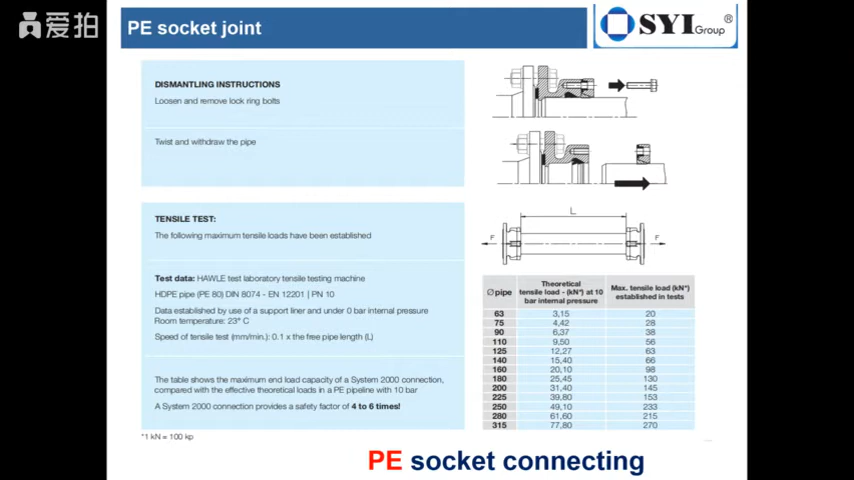 爱拍
PE socket joint
SYI Group ®
DISMANTLING INSTRUCTIONS
Loosen and remove lock ring bolts
Twist and withdraw the pipe
TENSILE TEST:
The following maximum tensile loads have been established
L
F F
Test data: HAWLE test laboratory tensile testing machine
HDPE pipe (PE 80) DIN 8074 - EN 12201 | PN 10
Data established by use of a support liner and under 0 bar internal pressure
Room temperature: 23° C
Speed of tensile test (mm/min.): 0.1 x the free pipe length (L)
The table shows the maximum end load capacity of a System 2000 connection,
compared with the effective theoretical loads in a PE pipeline with 10 bar
A System 2000 connection provides a safety factor of 4 to 6 times!
*1 kN = 100 kp
Ø pipe
Theoretical
tensile load - (kN*) at 10
bar internal pressure
Max. tensile load (kN*)
established in tests
63 3,15 20
75 4,42 28
90 6,37 38
110 9,50 56
125 12,27 63
140 15,40 66
160 20,10 98
180 25,45 130
200 31,40 145
225 39,80 153
250 49,10 233
280 61,60 215
315 77,80 270
PE socket connecting